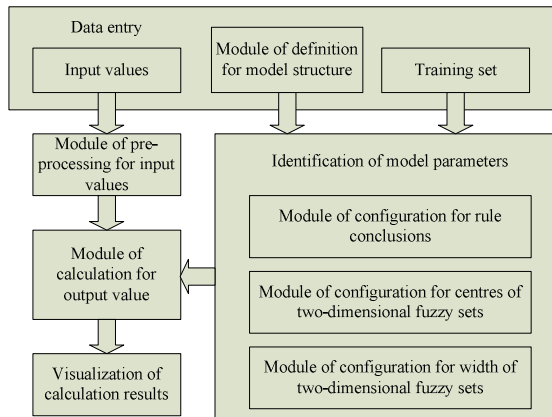 Data entry
Input values
Module of definition
for model structure
Training set
Module of pre-
processing for input
values
Identification of model parameters
Module of configuration for rule
conclusions
Module of
calculation for
output value
Module of configuration for centres of
two-dimensional fuzzy sets
Visualization of
calculation results
Module of configuration for width of
two-dimensional fuzzy sets